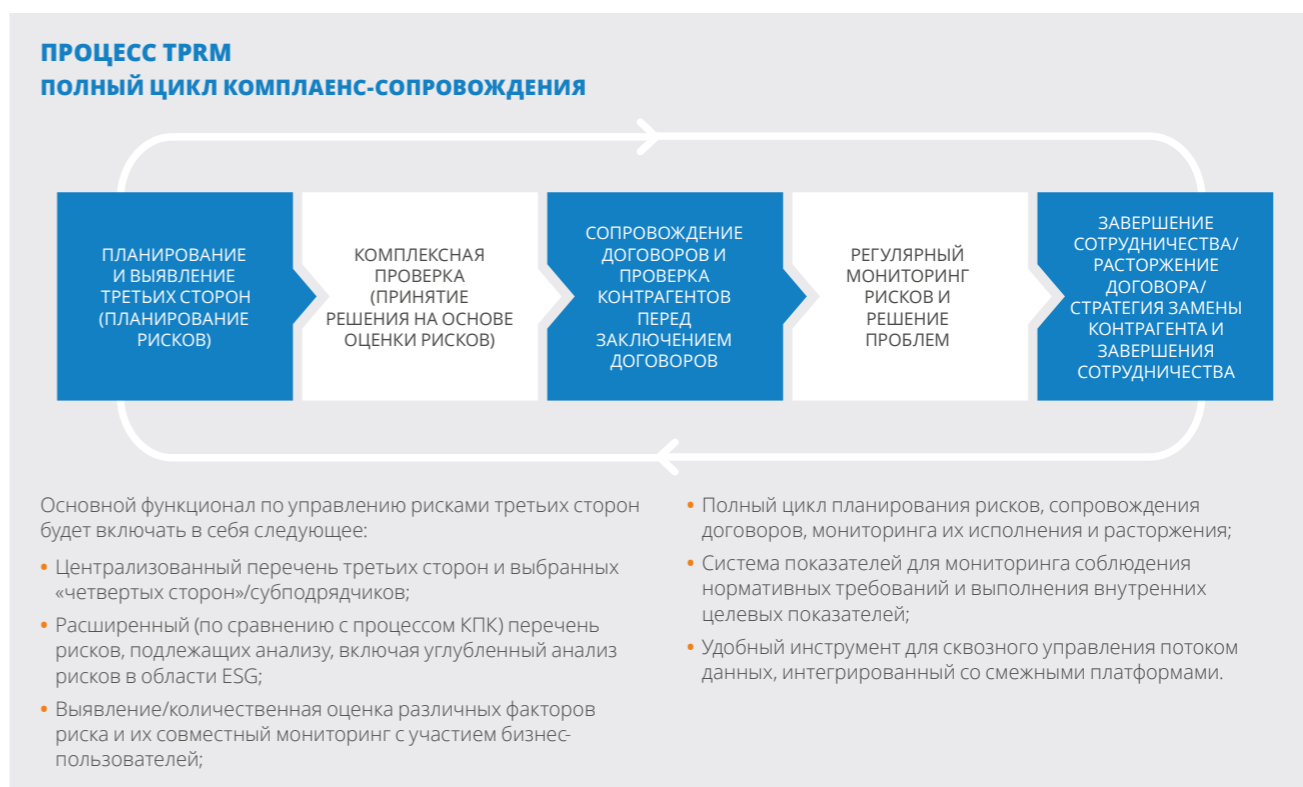 ПРОЦЕСС TPRM
ПОЛНЫЙ ЦИКЛ КОМПЛАЕНС-СОПРОВОЖДЕНИЯ
ПЛАНИРОВАНИЕ
И ВЫЯВЛЕНИЕ
ТРЕТЬИХ СТОРОН
(ПЛАНИРОВАНИЕ
РИСКОВ)
КОМПЛЕКСНАЯ
ПРОВЕРКА
(ПРИНЯТИЕ
РЕШЕНИЯ НА ОСНОВЕ
ОЦЕНКИ РИСКОВ)
СОПРОВОЖДЕНИЕ
ДОГОВОРОВ И
ПРОВЕРКА
КОНТРАГЕНТОВ
ПЕРЕД
ЗАКЛЮЧЕНИЕМ
ДОГОВОРОВ
РЕГУЛЯРНЫЙ
МОНИТОРИНГ
РИСКОВ И
РЕШЕНИЕ
ПРОБЛЕМ
ЗАВЕРШЕНИЕ
СОТРУДНИЧЕСТВА/
РАСТОРЖЕНИЕ
ДОГОВОРА/
СТРАТЕГИЯ ЗАМЕНЫ
КОНТРАГЕНТА И
ЗАВЕРШЕНИЯ
СОТРУДНИЧЕСТВА
Основной функционал по управлению рисками третьих сторон
будет включать в себя следующее:
• Централизованный перечень третьих сторон и выбранных
«четвертых сторон»/субподрядчиков;
• Расширенный (по сравнению с процессом КПК) перечень
рисков, подлежащих анализу, включая углубленный анализ
рисков в области ESG;
• Выявление/количественная оценка различных факторов
риска и их совместный мониторинг с участием бизнес-
пользователей;
• Полный цикл планирования рисков, сопровождения
договоров, мониторинга их исполнения и расторжения;
• Система показателей для мониторинга соблюдения
нормативных требований и выполнения внутренних
целевых показателей;
• Удобный инструмент для сквозного управления потоком
данных, интегрированный со смежными платформами.